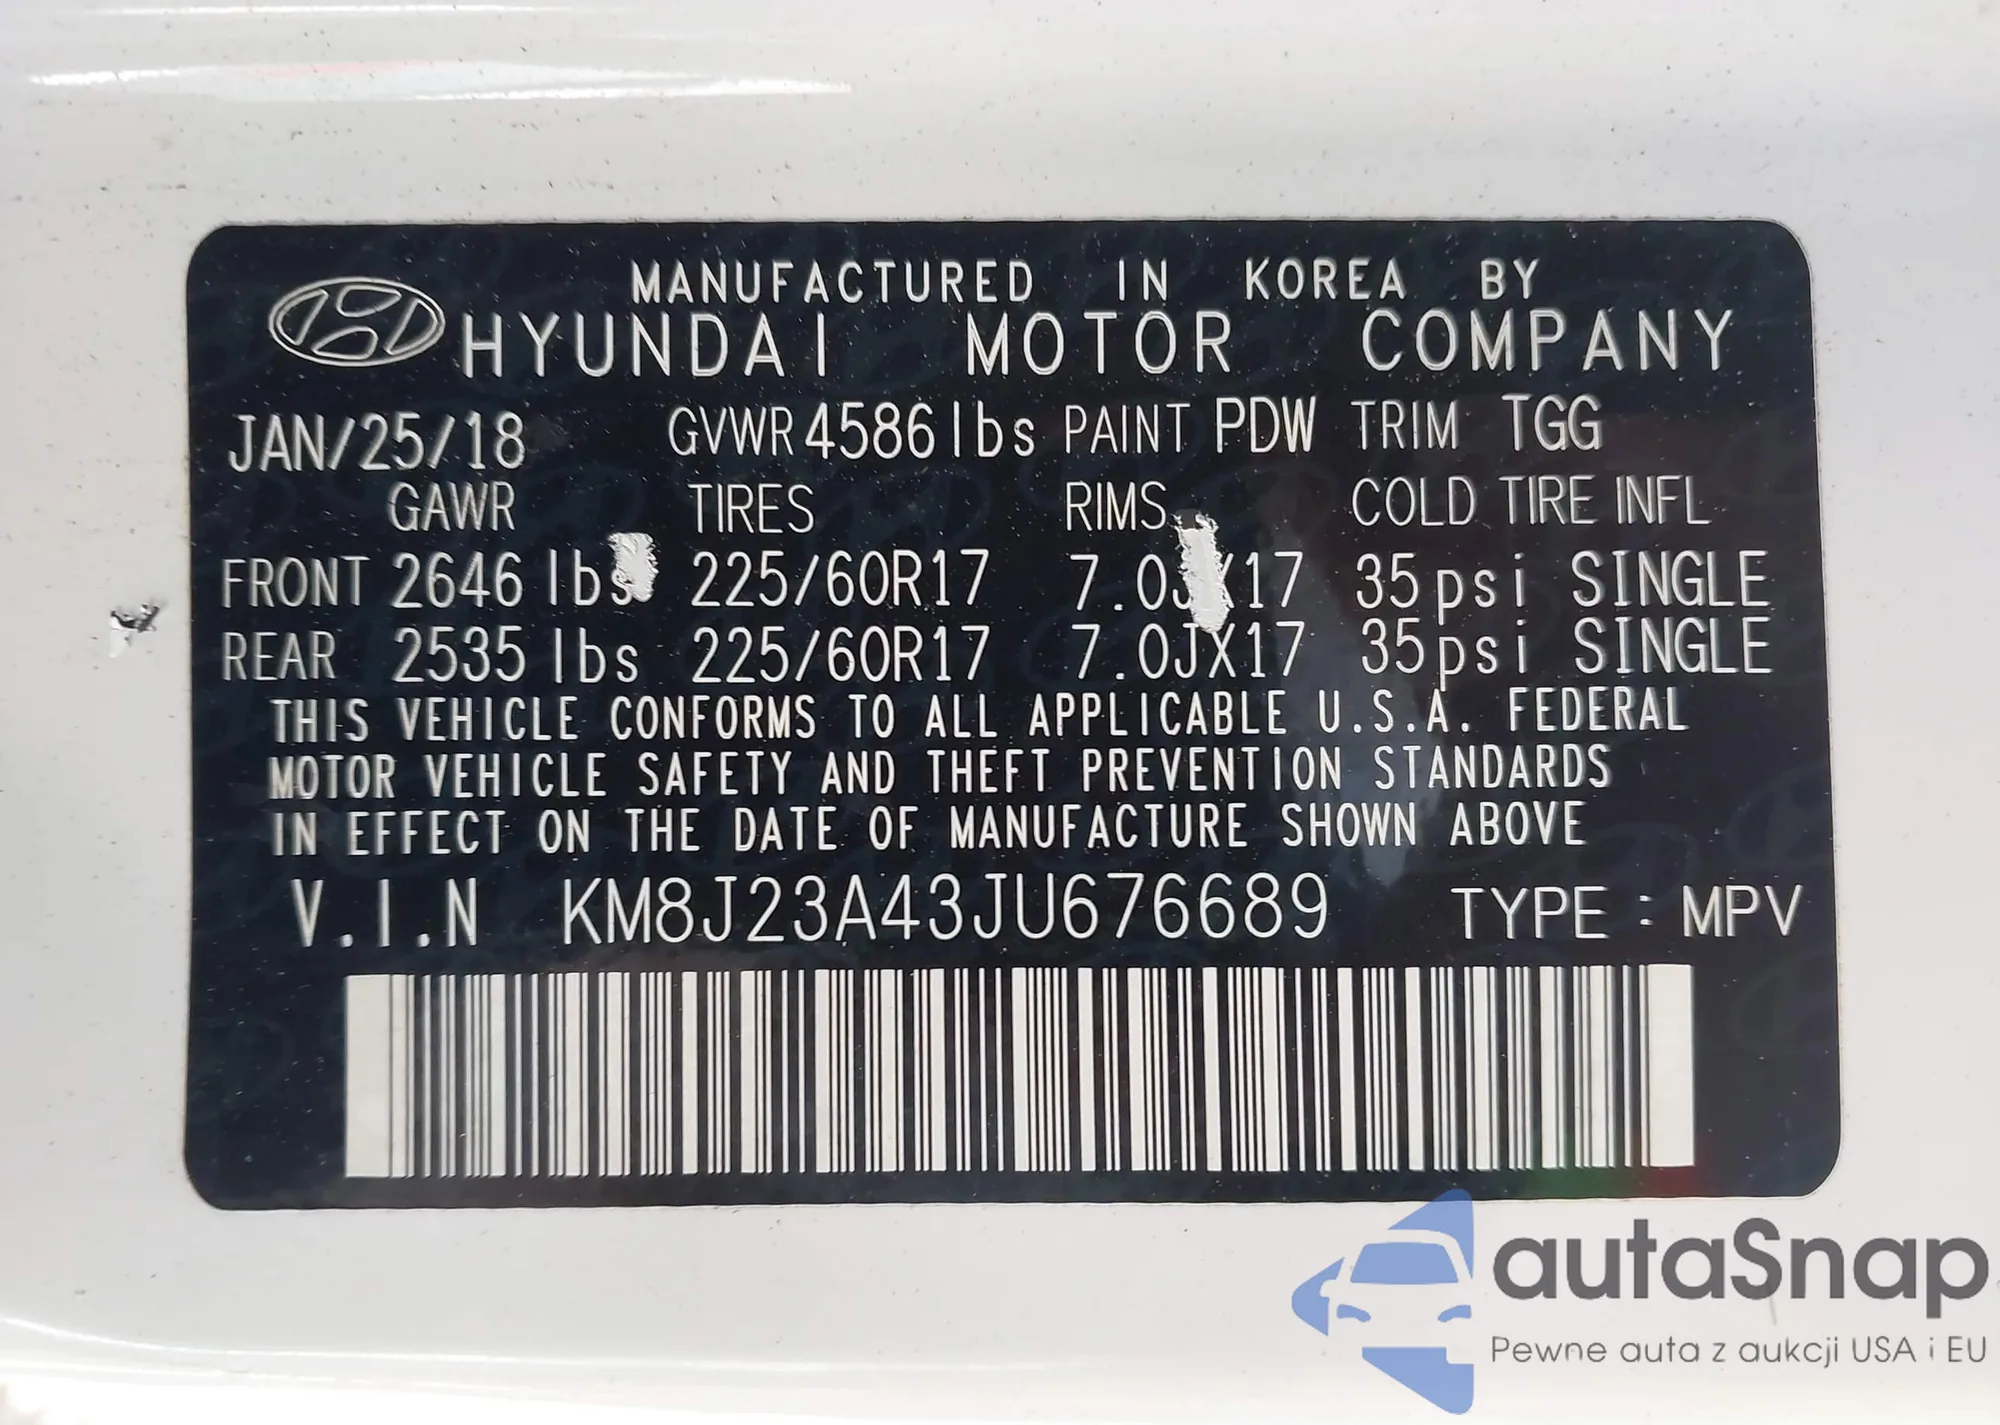 MANUFACTURED IN KOREA BY
HYUNDAI MOTOR COMPANY
JAN/25/18 GVWR 4586 lbs PAINT PDW TRIM TGG
GAWR TIRES RIMS COLD TIRE INFL
FRONT 2646 lbs 225/60R17 7.0JX17 35psi SINGLE
REAR 2535 lbs 225/60R17 7.0JX17 35psi SINGLE
THIS VEHICLE CONFORMS TO ALL APPLICABLE U.S.A. FEDERAL
MOTOR VEHICLE SAFETY AND THEFT PREVENTION STANDARDS
IN EFFECT ON THE DATE OF MANUFACTURE SHOWN ABOVE
V.I.N KM8J23A43JU676689 TYPE : MPV
autaSnap
Pewne auta z aukcji USA i EU